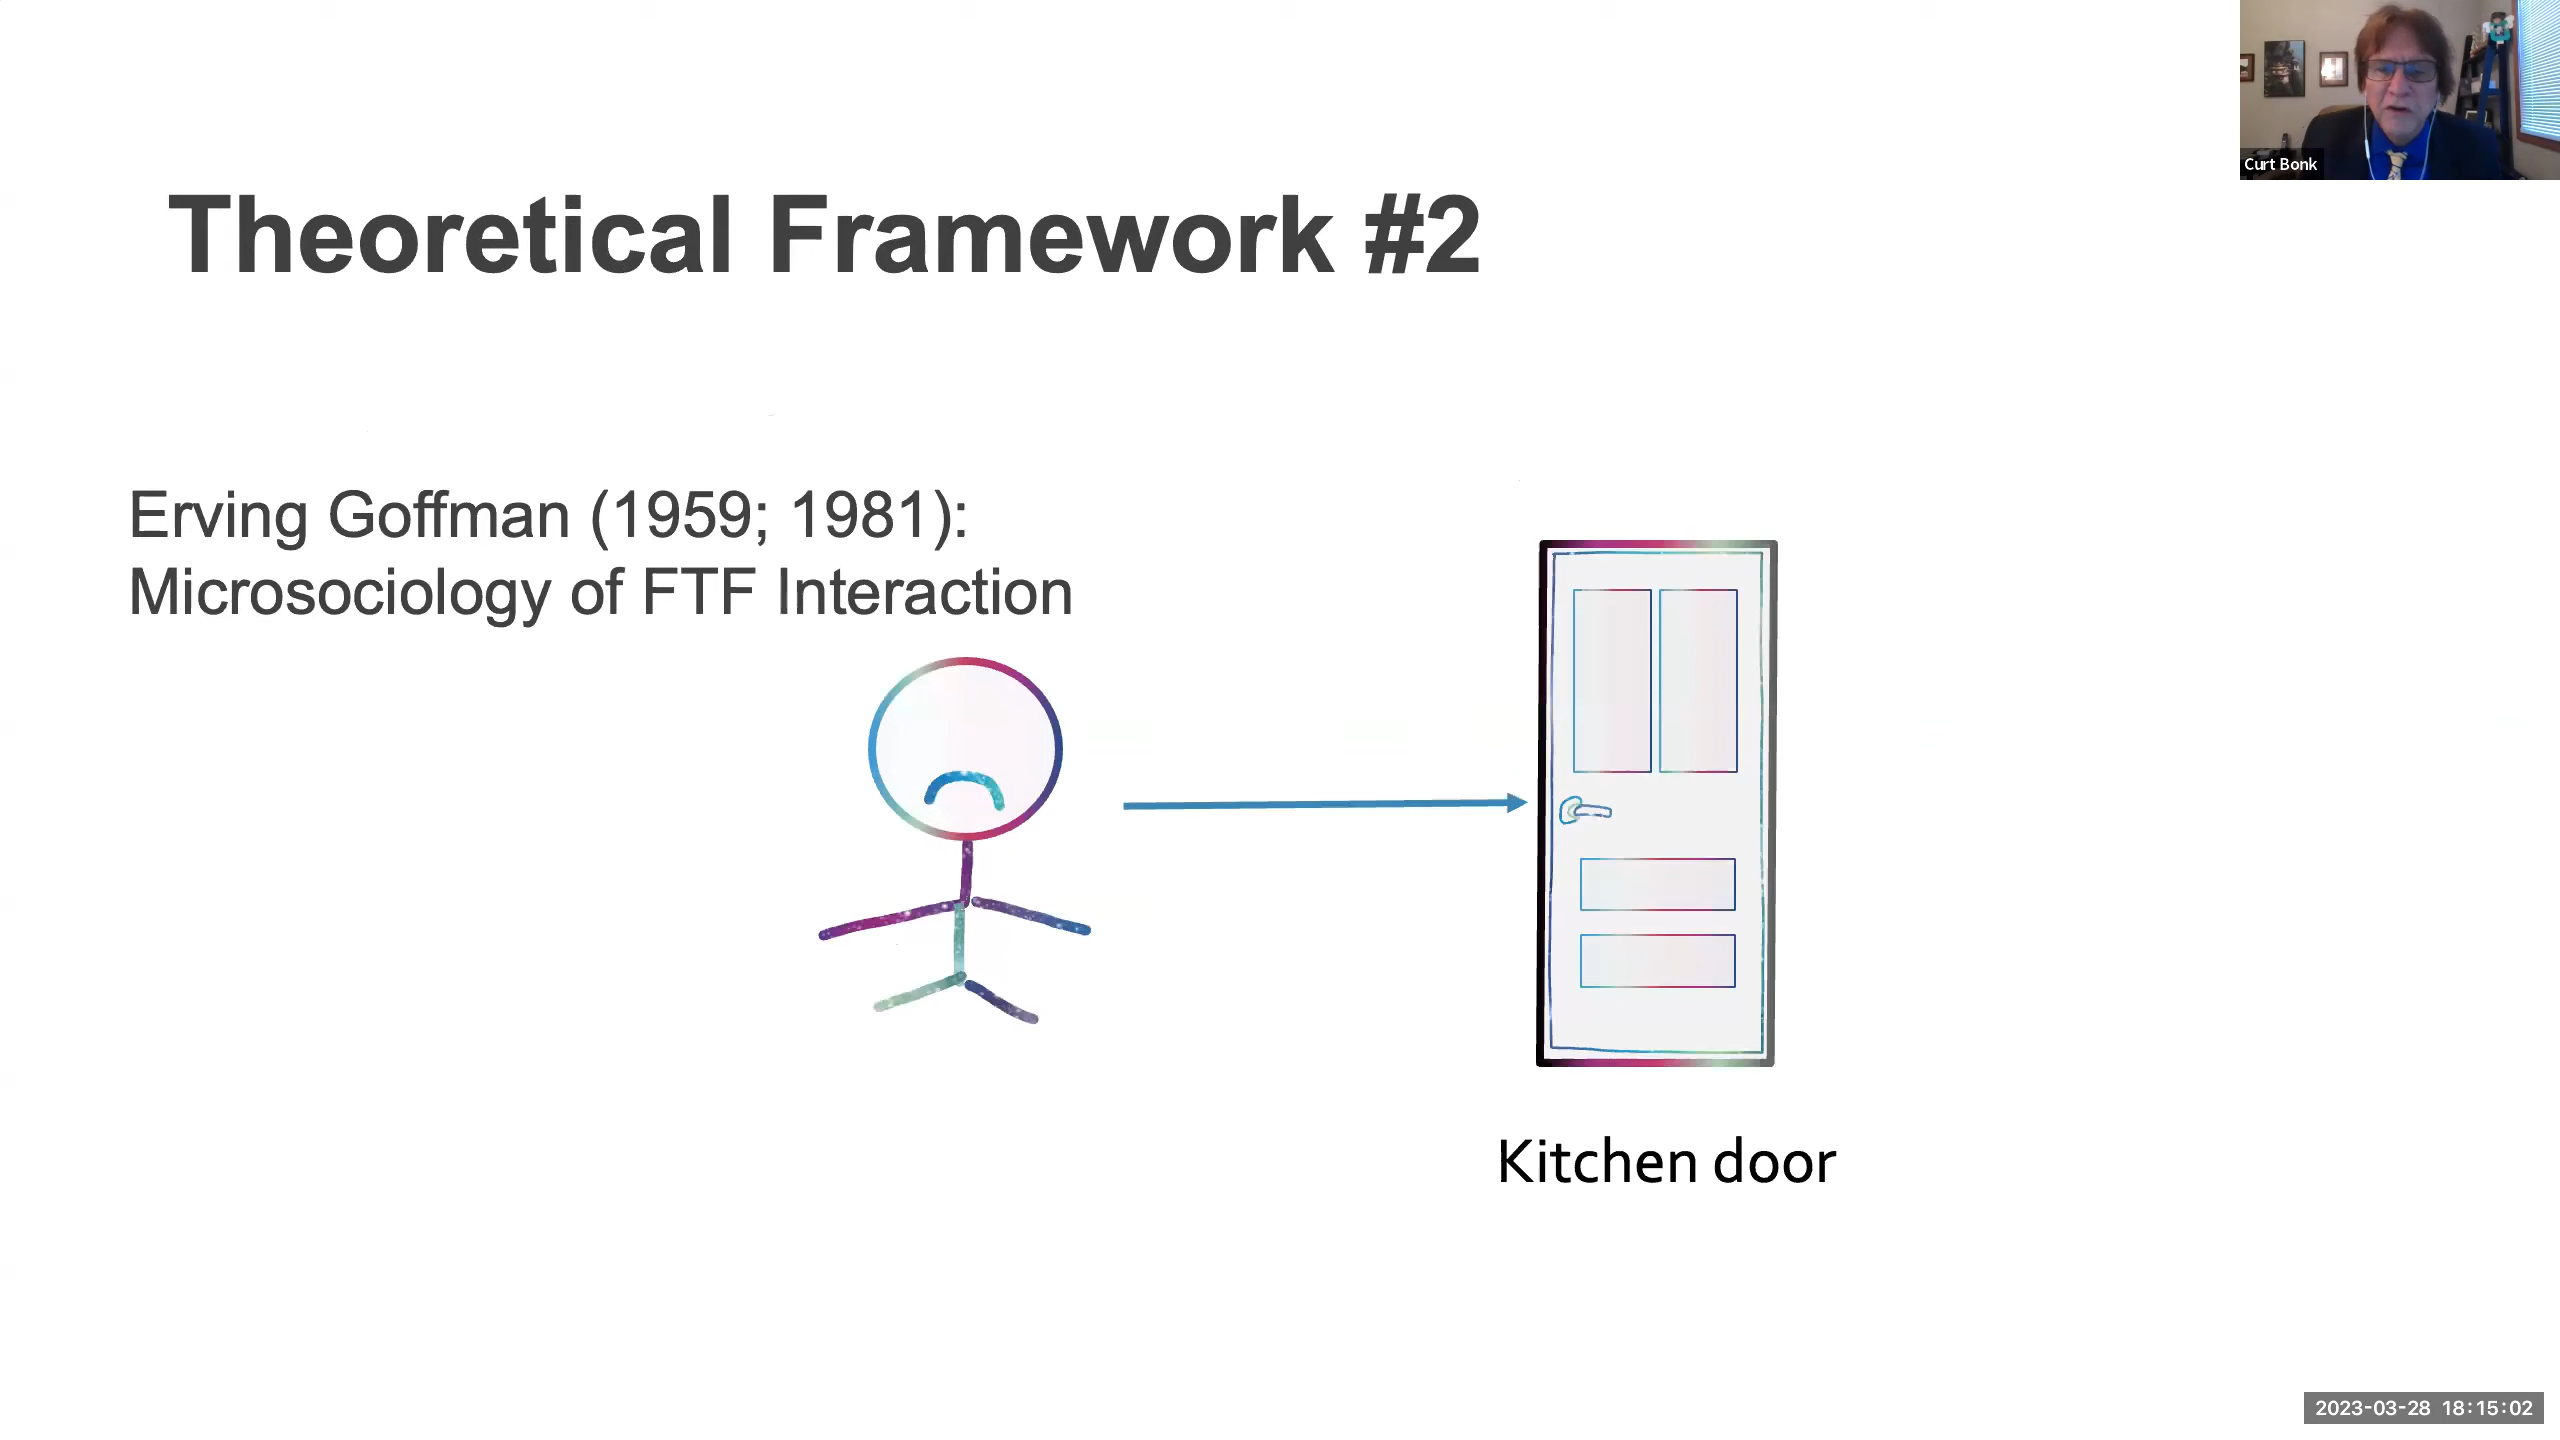 Curt Bonk
Theoretical Framework #2
Erving Goffman (1959; 1981):
Microsociology of FTF Interaction
Kitchen door
2023-03-28 18:15:02